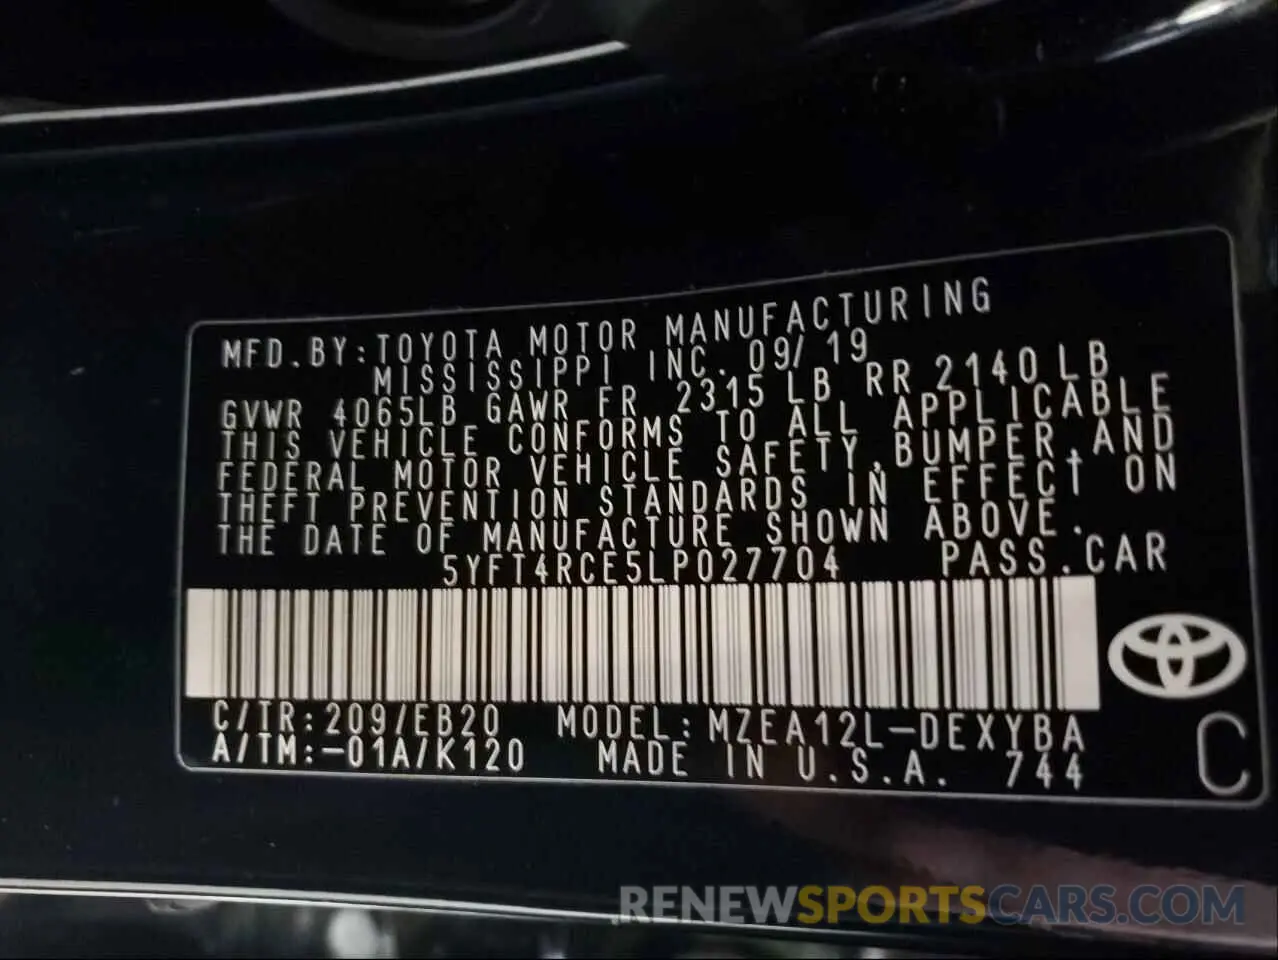 MFD.BY:TOYOTA MOTOR MANUFACTURING
MISSISSIPPI INC. 09/19
GVWR 4065LB GAWR FR 2315 LB RR 2140 LB
THIS VEHICLE CONFORMS TO ALL APPLICABLE
FEDERAL MOTOR VEHICLE SAFETY,BUMPER,AND
THEFT PREVENTION STANDARDS IN EFFECT ON
THE DATE OF MANUFACTURE SHOWN ABOVE.
5YFT4RCE5LP027704 PASS.CAR
C/TR:209/EB20 MODEL:MZEA12L-DEXYBA
A/TM:-01A/K120 MADE IN U.S.A. 744
C
RENEWSPORTSCARS.COM